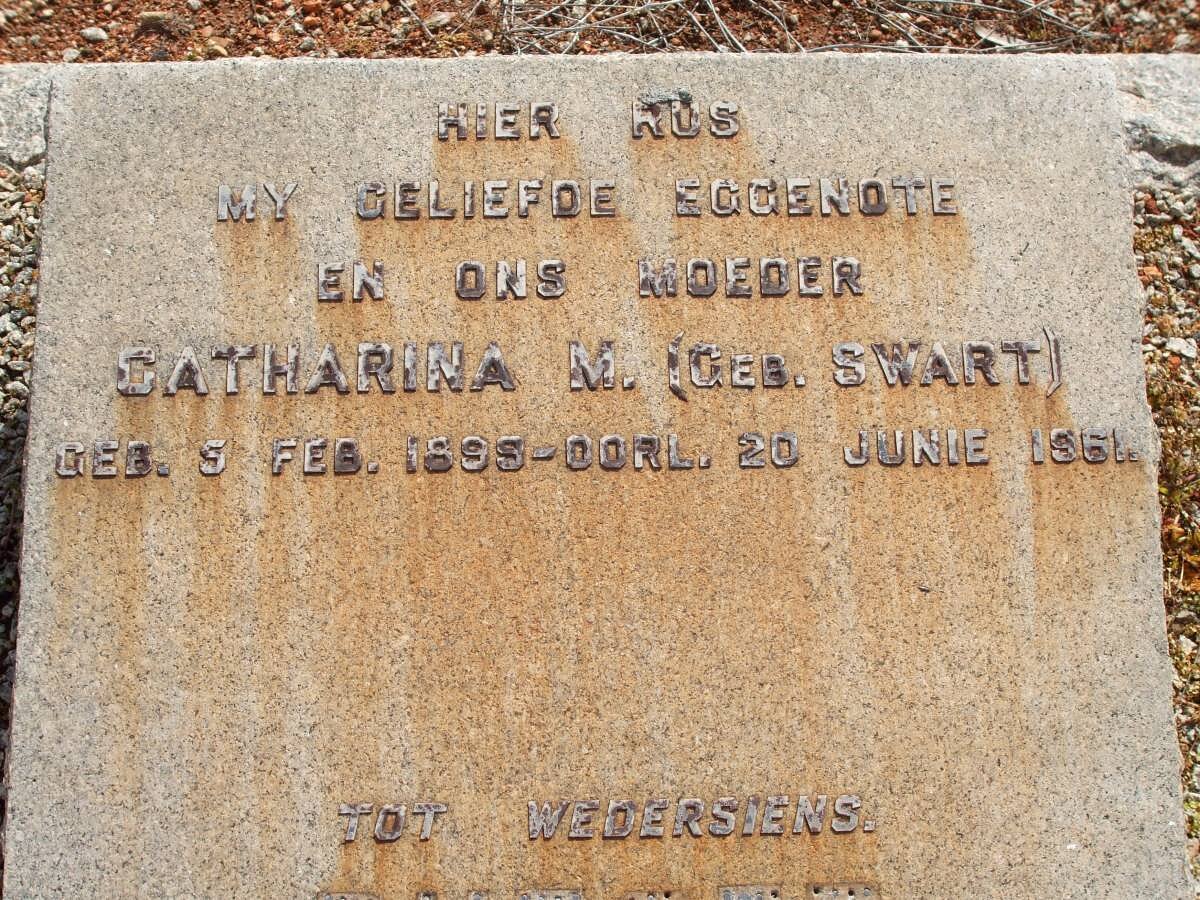 HIER RUS
MY GELIEFDE EGGENOTE
EN ONS MOEDER
CATHARINA M. (GEB. SWART)
GEB. 5 FEB. 1899-OORL. 20 JUNIE 1961.
TOT WEDERSIENS.